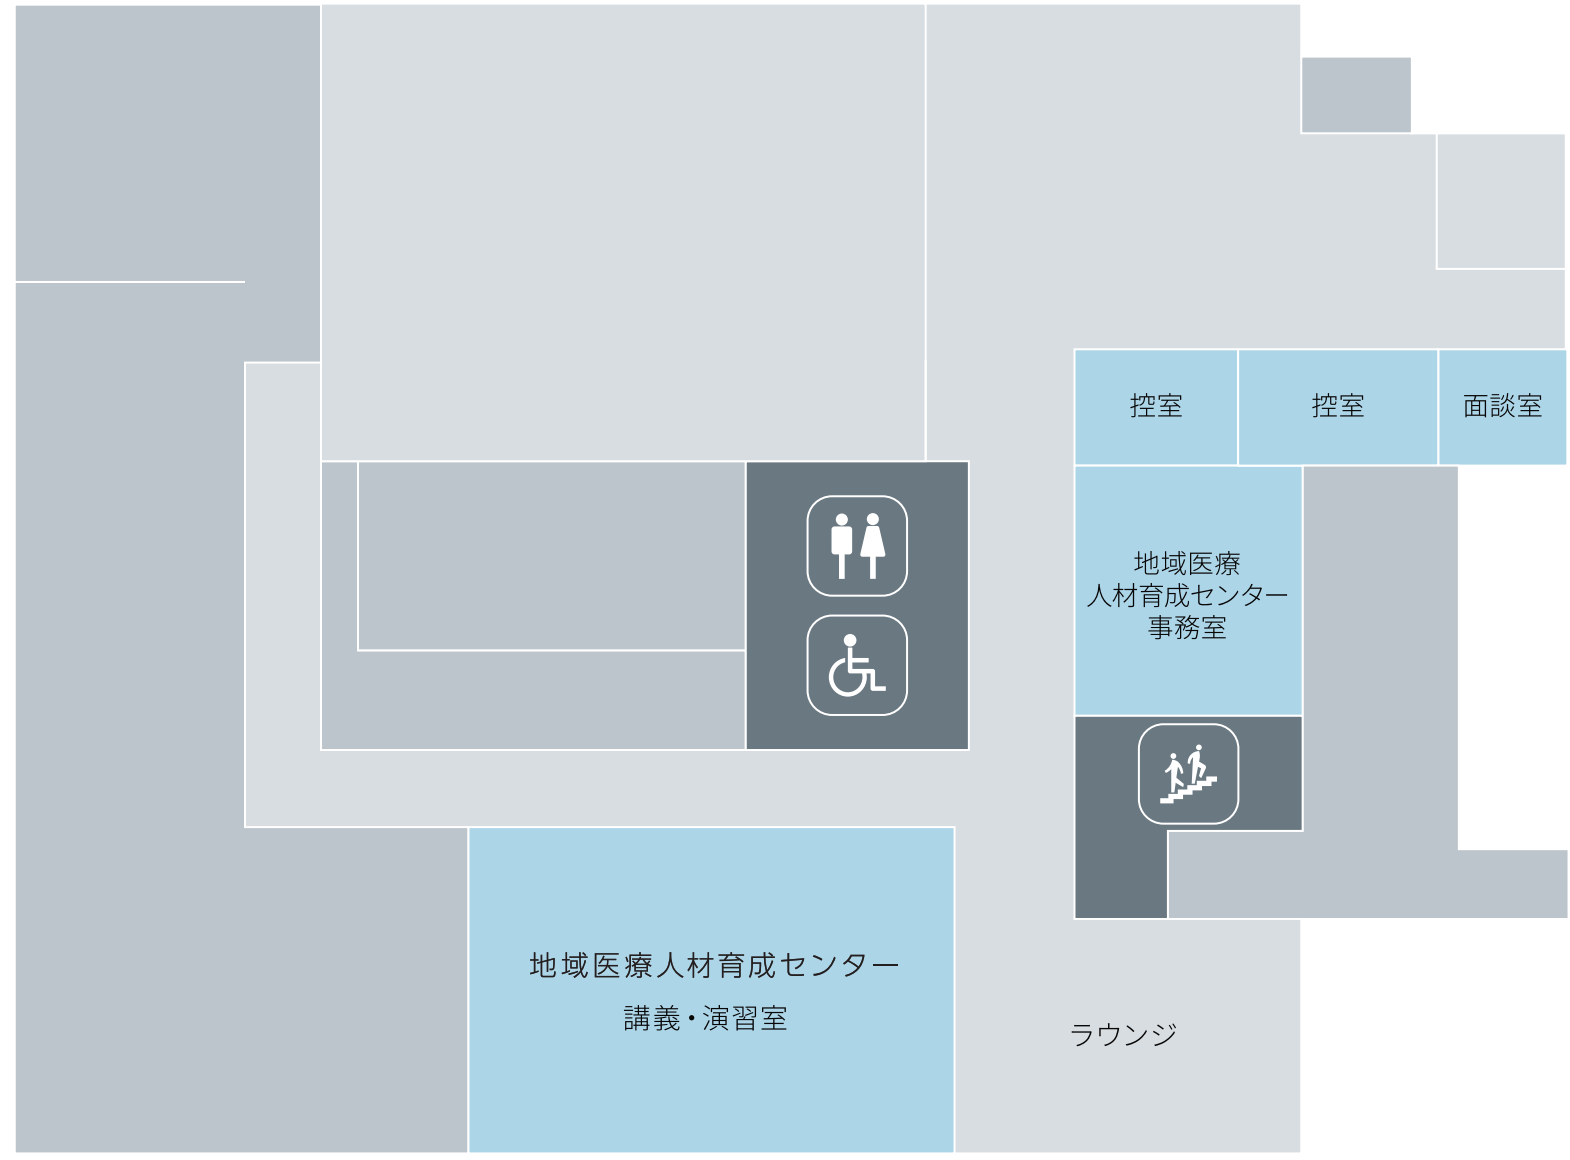 控室
控室
面談室
地域医療
人材育成センター
事務室
地域医療人材育成センター
講義・演習室
ラウンジ